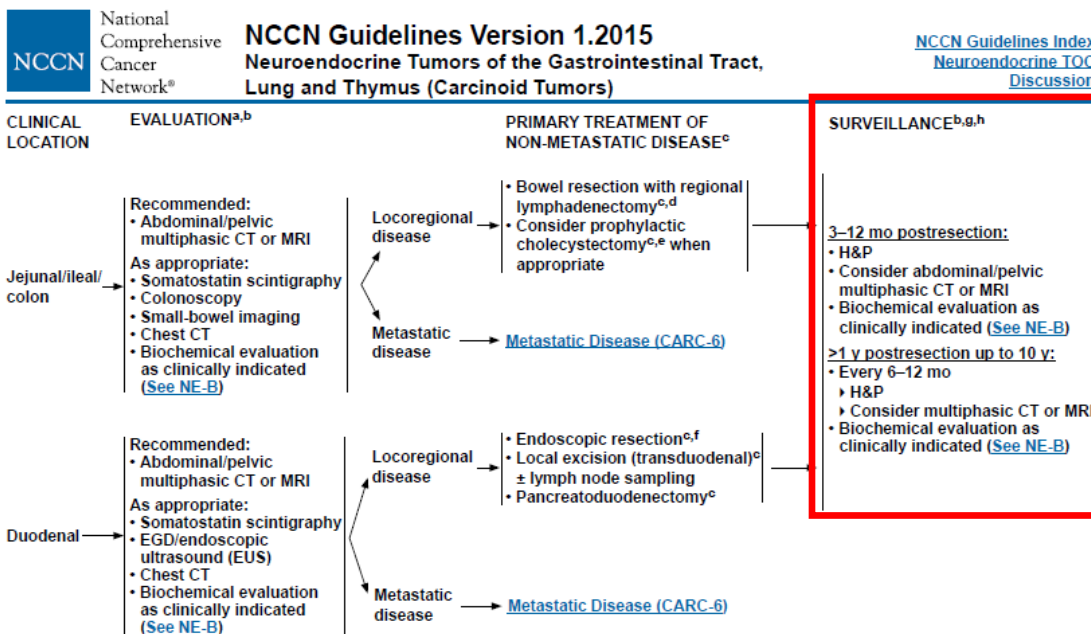 NCCN
National
Comprehensive
Cancer
Network®
NCCN Guidelines Version 1.2015
Neuroendocrine Tumors of the Gastrointestinal Tract,
Lung and Thymus (Carcinoid Tumors)
NCCN Guidelines Index
Neuroendocrine TOC
Discussion
CLINICAL
LOCATION
EVALUATIONa,b
PRIMARY TREATMENT OF
NON-METASTATIC DISEASEc
SURVEILLANCEb,g,h
Jejunal/ileal/
colon
Recommended:
• Abdominal/pelvic
multiphasic CT or MRI
As appropriate:
• Somatostatin scintigraphy
• Colonoscopy
• Small-bowel imaging
• Chest CT
• Biochemical evaluation
as clinically indicated
(See NE-B)
Locoregional
disease
• Bowel resection with regional
lymphadenectomyc,d
• Consider prophylactic
cholecystectomyc,e when
appropriate
Metastatic
disease
Metastatic Disease (CARC-6)
3–12 mo postresection:
• H&P
• Consider abdominal/pelvic
multiphasic CT or MRI
• Biochemical evaluation as
clinically indicated (See NE-B)
>1 y postresection up to 10 y:
• Every 6–12 mo
▸ H&P
▸ Consider multiphasic CT or MRI
• Biochemical evaluation as
clinically indicated (See NE-B)
Duodenal
Recommended:
• Abdominal/pelvic
multiphasic CT or MRI
As appropriate:
• Somatostatin scintigraphy
• EGD/endoscopic
ultrasound (EUS)
• Chest CT
• Biochemical evaluation
as clinically indicated
(See NE-B)
Locoregional
disease
• Endoscopic resectionc,f
• Local excision (transduodenal)c
± lymph node sampling
• Pancreatoduodenectomyc
Metastatic
disease
Metastatic Disease (CARC-6)